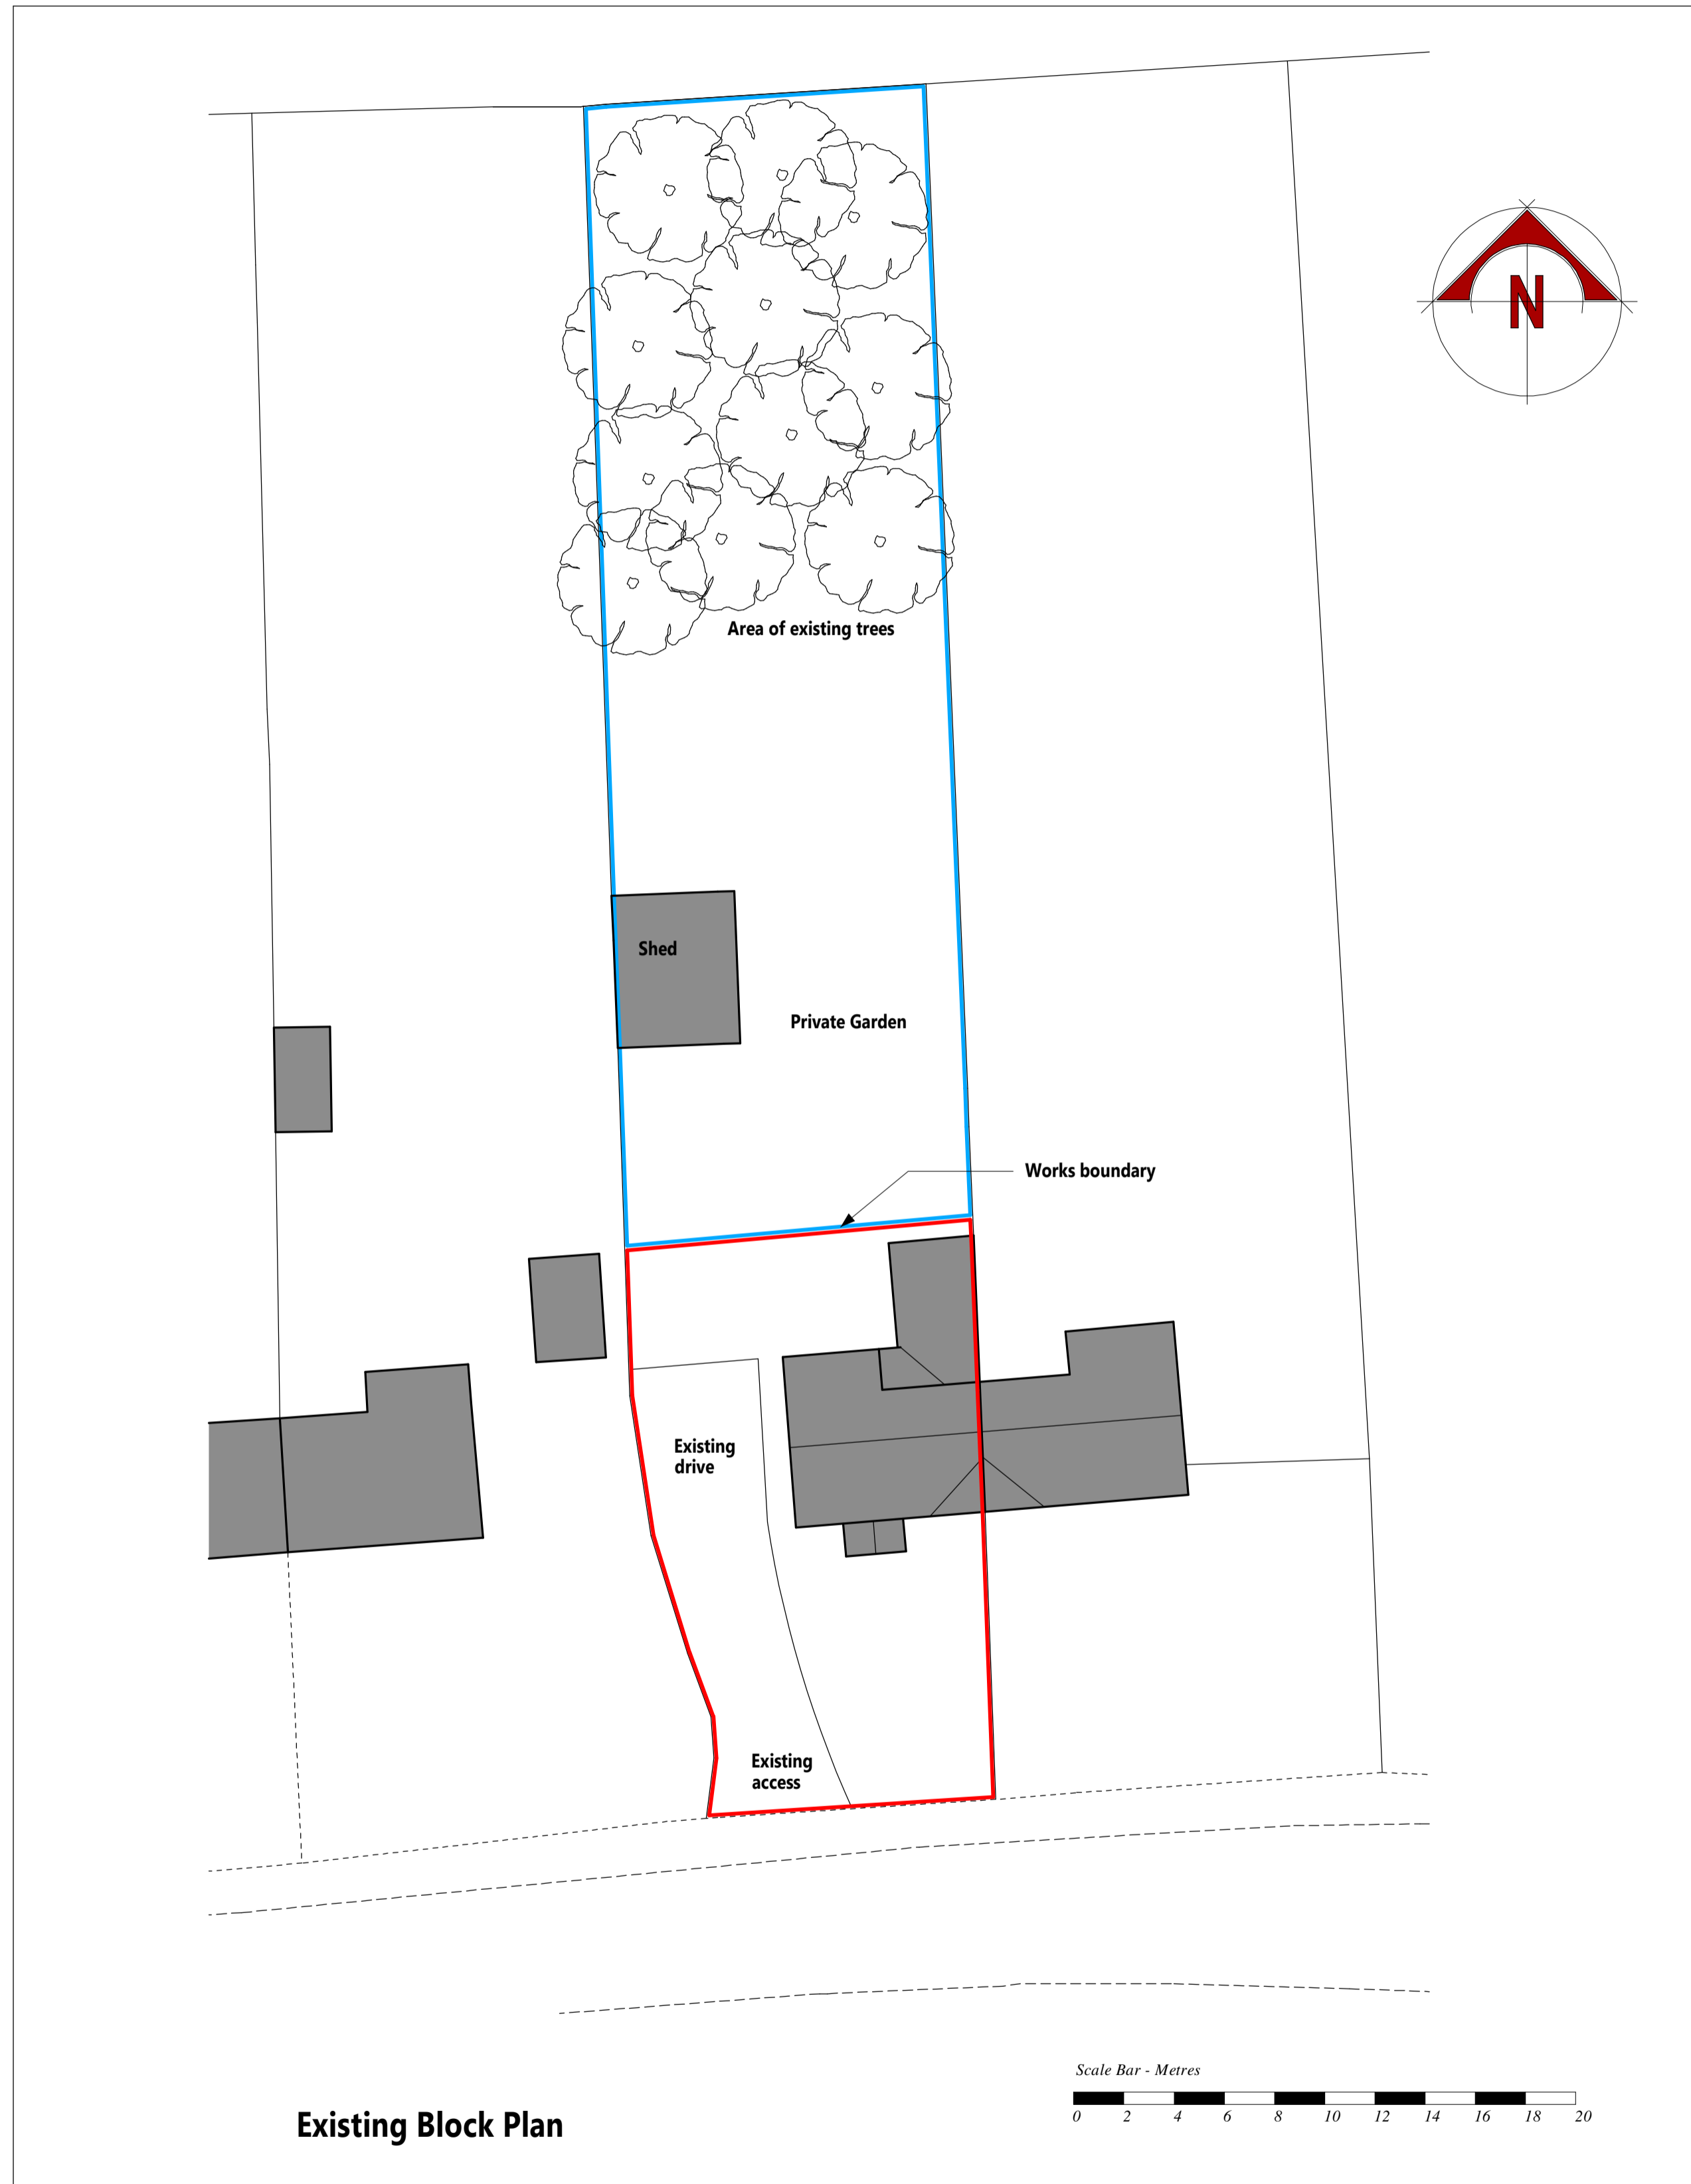 N
Area of existing trees
Shed
Private Garden
Works boundary
Existing
drive
Existing
access
Scale Bar - Metres
0 2 4 6 8 10 12 14 16 18 20
Existing Block Plan